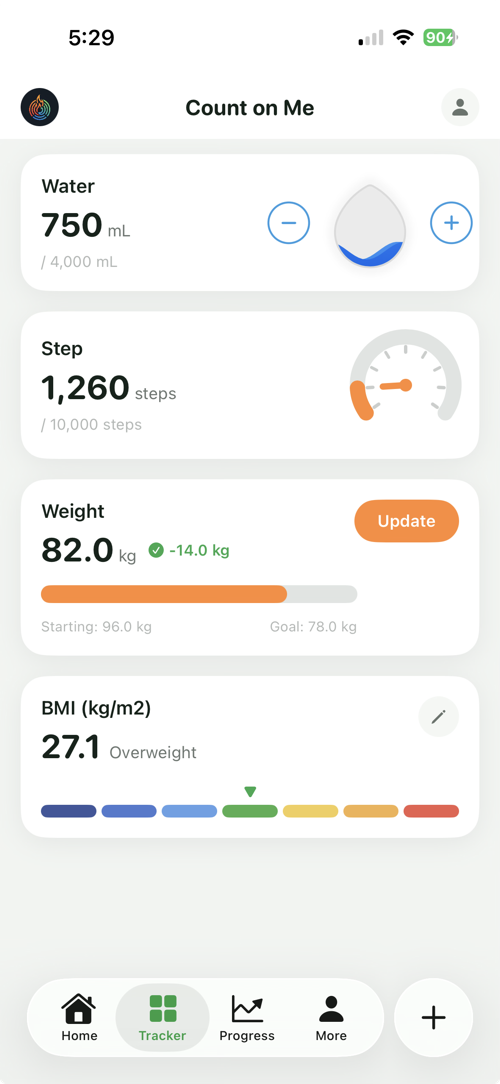 5:29
90
Count on Me
Water
750 mL
/ 4,000 mL
Step
1,260 steps
/ 10,000 steps
Weight
Update
82.0 kg -14.0 kg
Starting: 96.0 kg Goal: 78.0 kg
BMI (kg/m2)
27.1 Overweight
Home Tracker Progress More